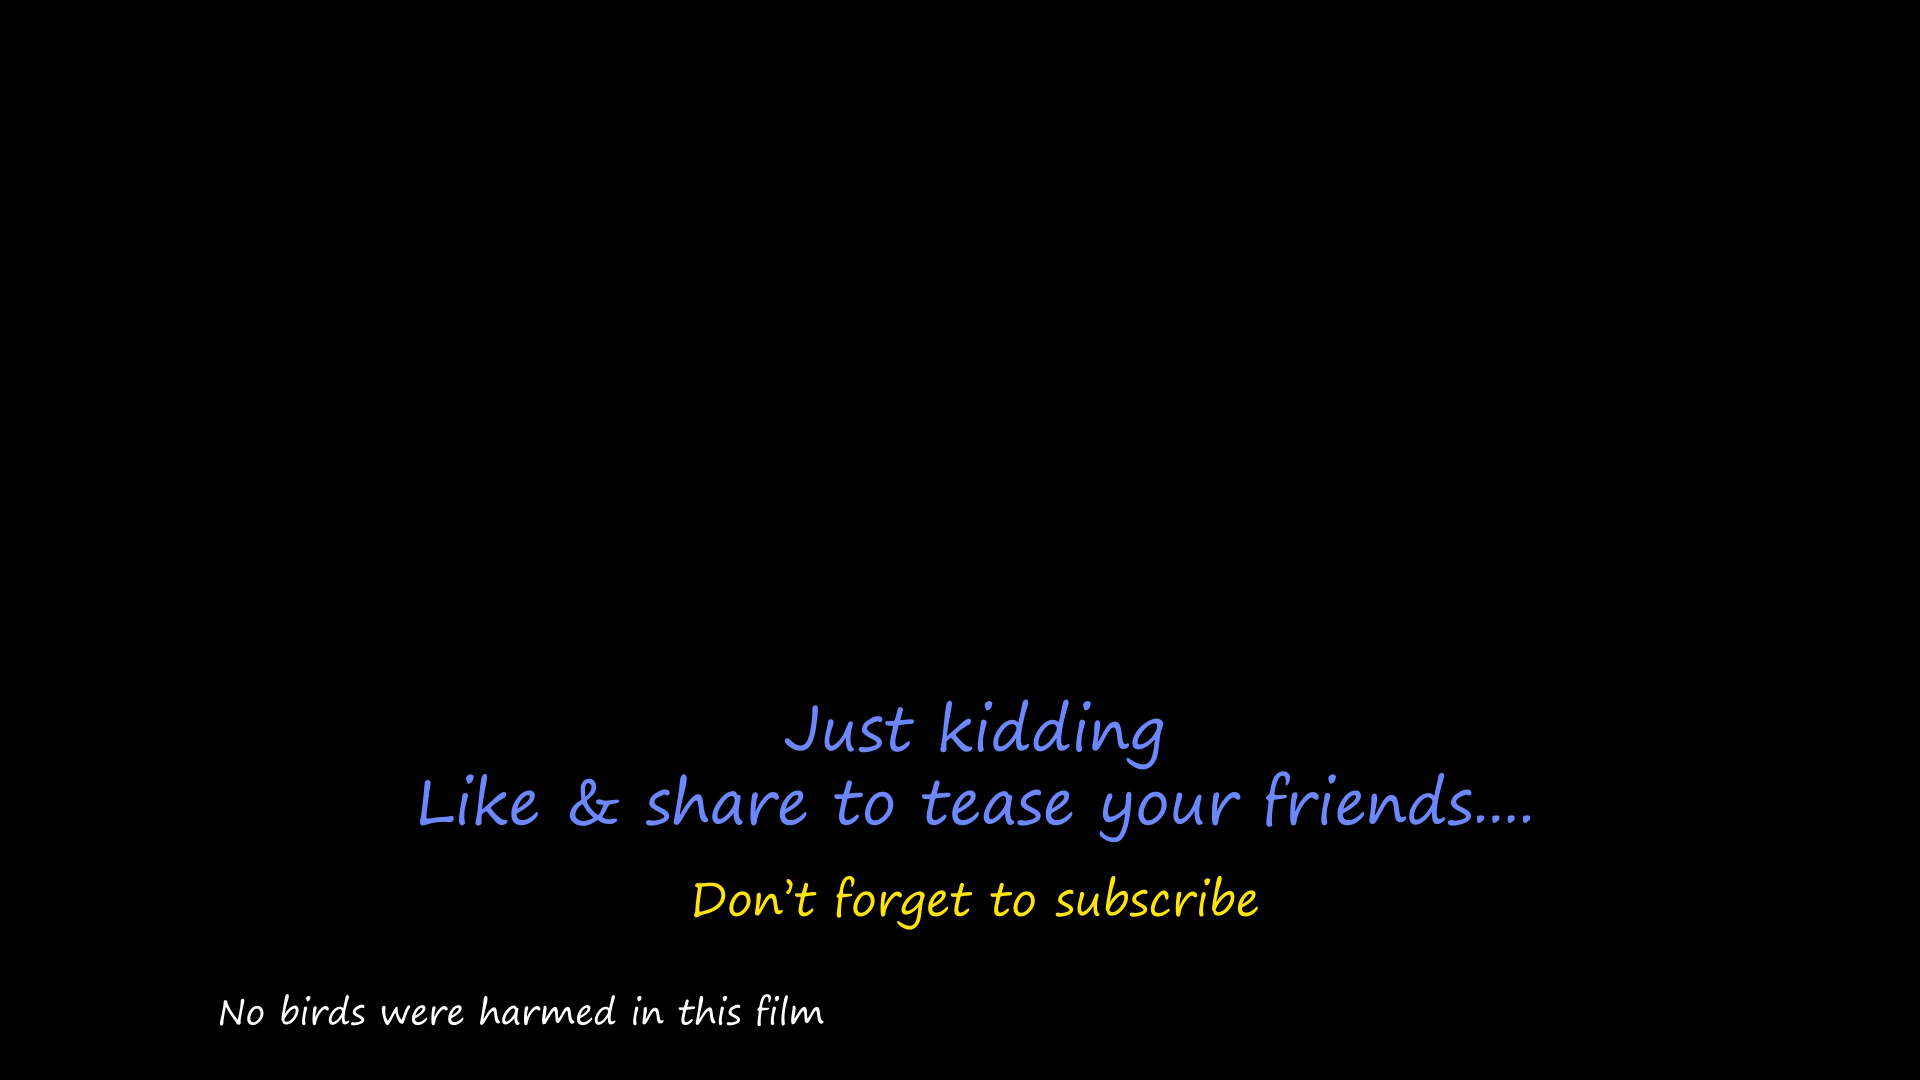 Just kidding
Like & share to tease your friends....
Don’t forget to subscribe
No birds were harmed in this film